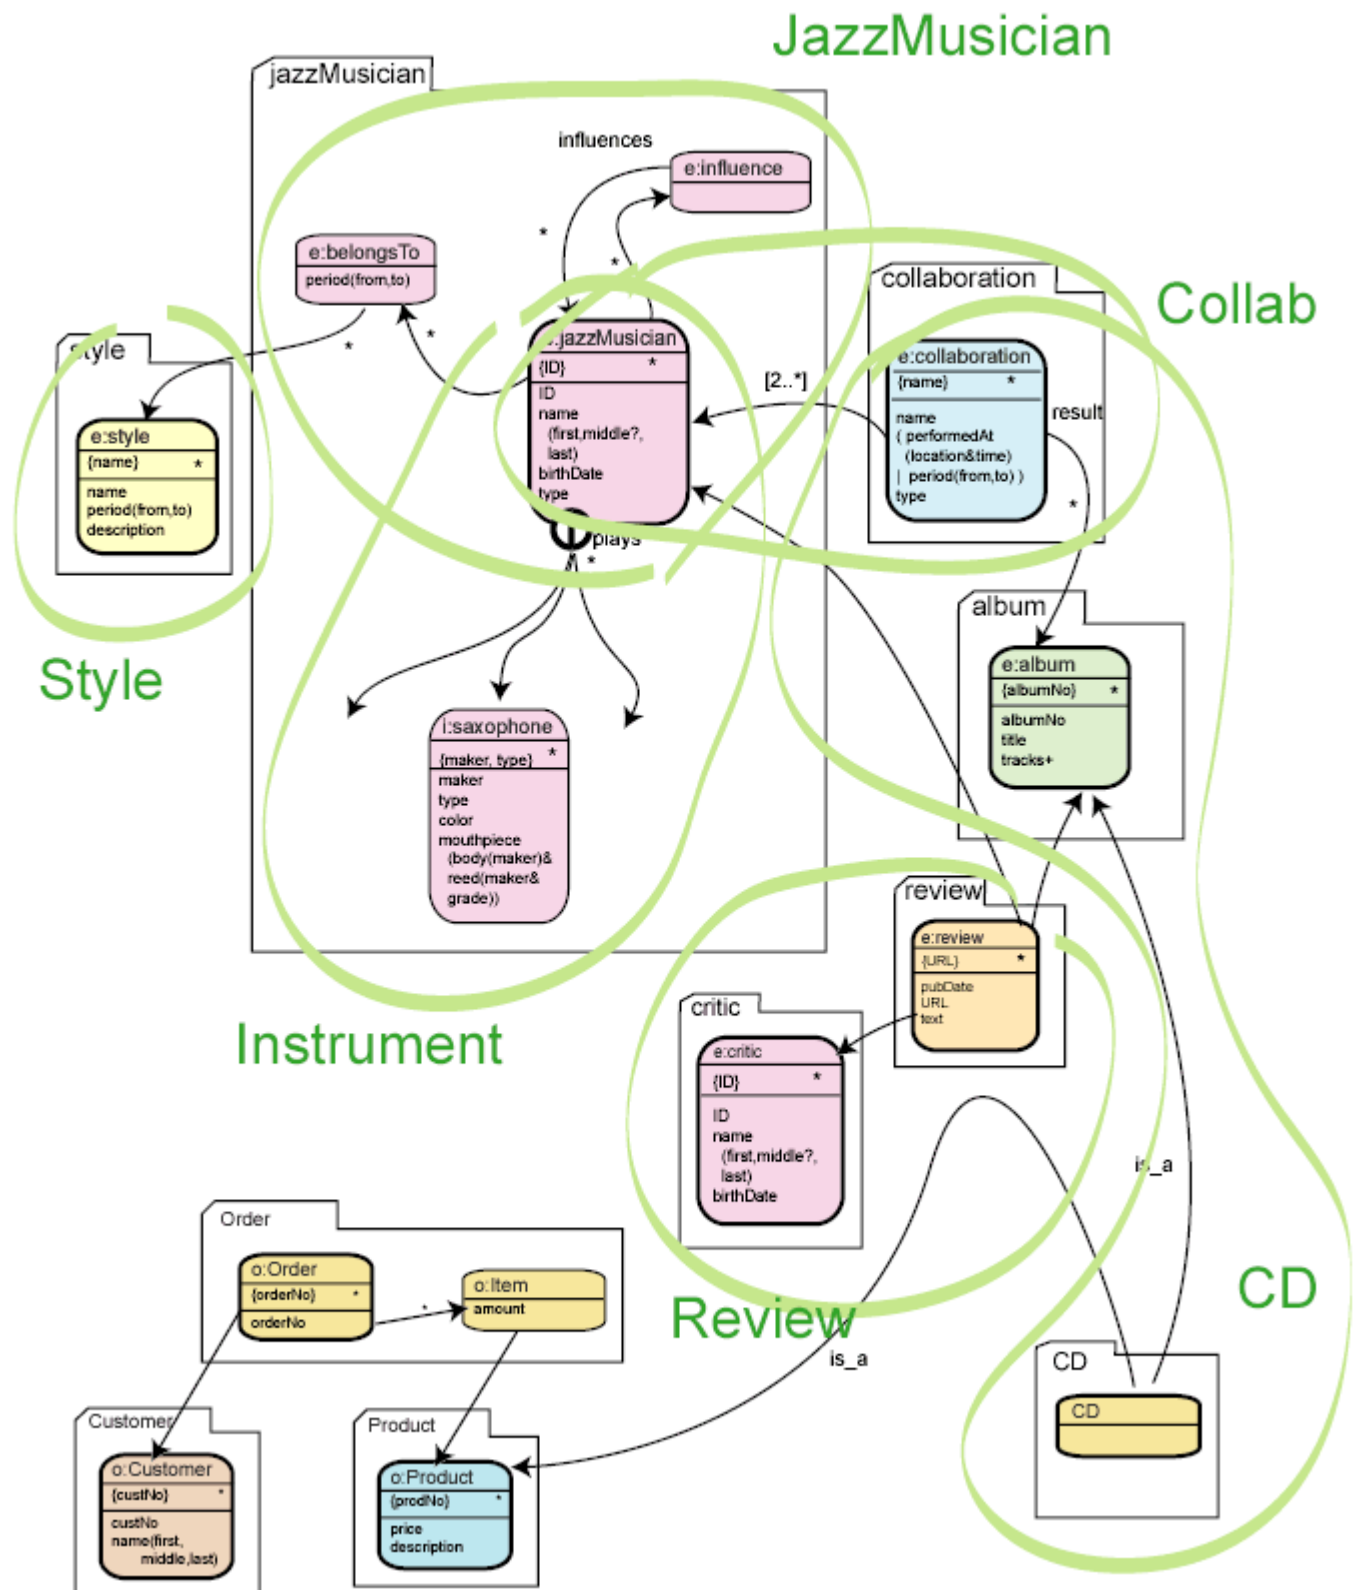 JazzMusician
jazzMusician
influences
e:influence
*
*
e:belongsTo
period(from,to)
*
*
collaboration
Collab
style
e:style
{name} *
name
period(from,to)
description
Style
:jazzMusician
{ID} *
ID
name
(first,middle?,
last)
birthDate
type
plays
*
[2..*]
e:collaboration
{name} *
name
( performedAt
(location&time)
| period(from,to) )
type
result
*
album
e:album
{albumNo} *
albumNo
title
tracks+
i:saxophone
{maker, type} *
maker
type
color
mouthpiece
(body(maker)&
reed(maker&
grade))
Instrument
review
e:review
{URL} *
pubDate
URL
text
critic
e:critic
{ID} *
ID
name
(first,middle?,
last)
birthDate
is_a
Review
CD
is_a
Order
o:Order
{orderNo} *
orderNo
*
o:Item
amount
CD
CD
Customer
o:Customer
{custNo} *
custNo
name(first,
middle,last)
Product
o:Product
{prodNo} *
price
description